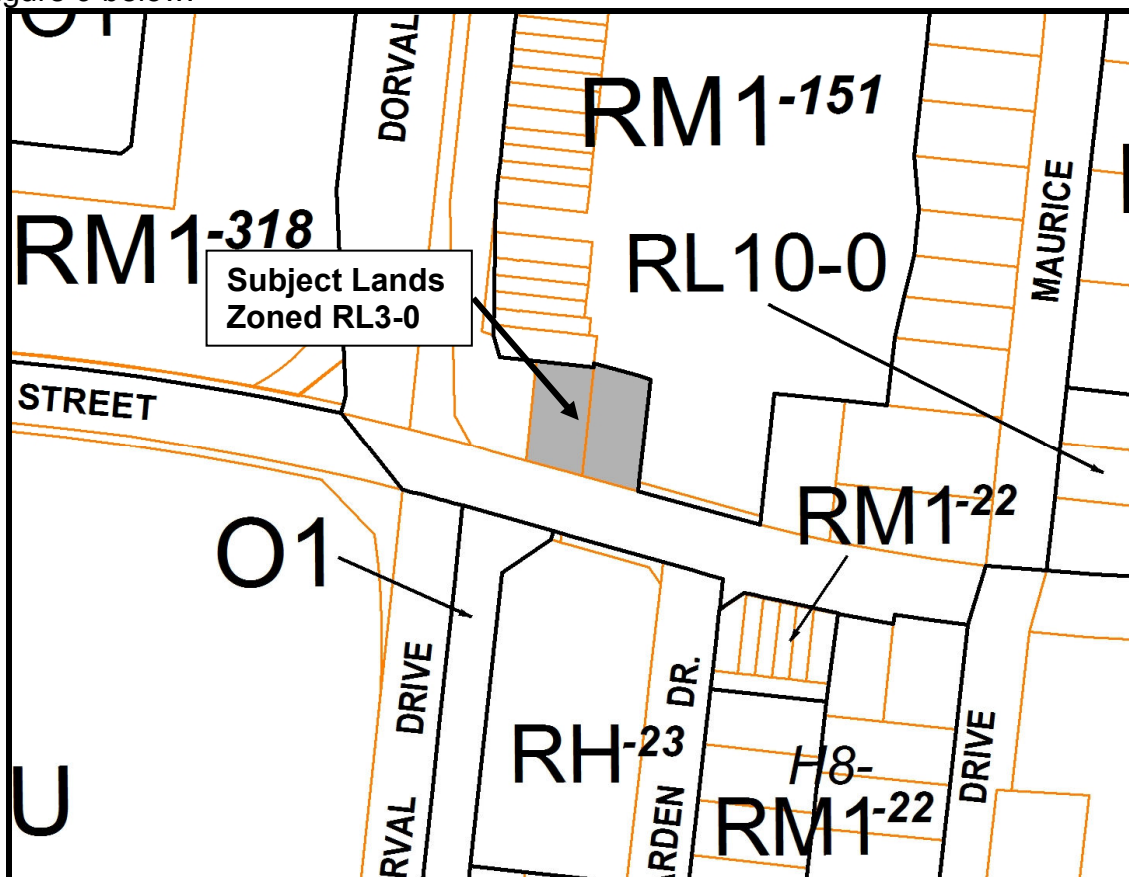 DORVAL
RM1-151
MAURICE
RM1-318
RL10-0
Subject Lands
Zoned RL3-0
STREET
RM1-22
O1
DRIVE
DR.
RH-23
H8-
RM1-22
DRIVE
U
RVAL
ARDEN